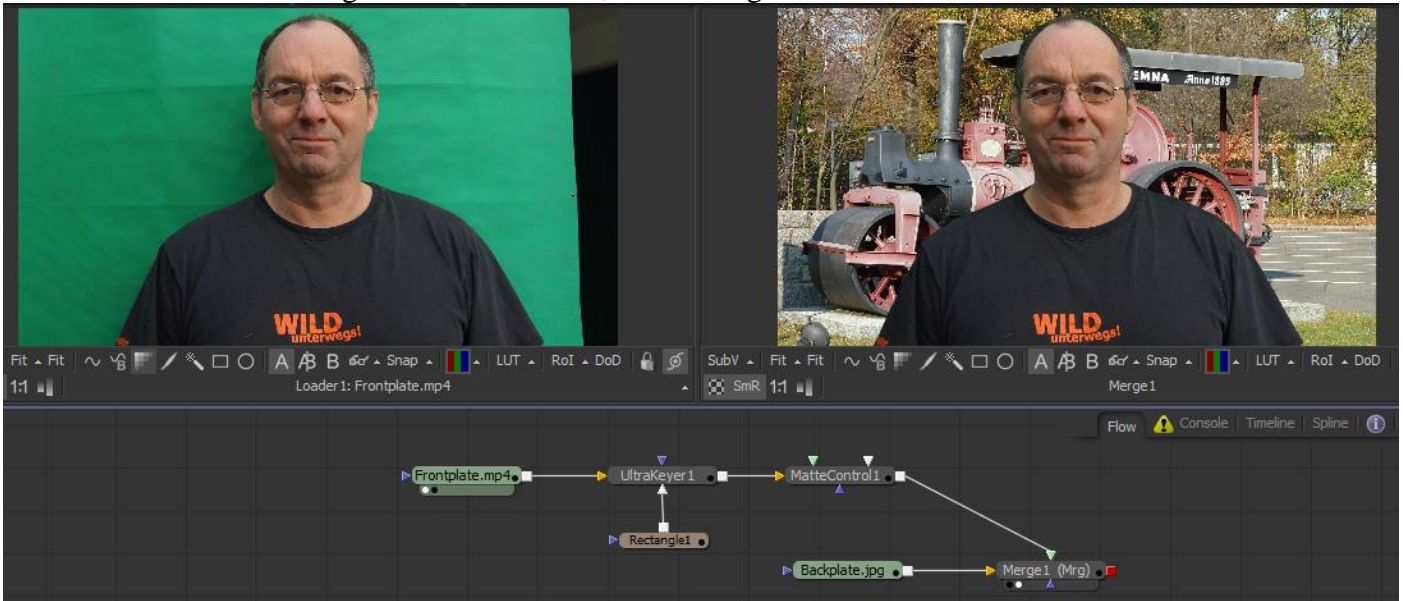 EMNA Anno 1889
WILD
unterwegs!
WILD
unterwegs!
Fit Fit A B B Snap LUT RoI DoD
SubV Fit Fit A B B Snap LUT RoI DoD
1:1 Loader1: Frontplate.mp4
SmR 1:1 Merge1
Flow Console Timeline Spline
Frontplate.mp4 UltraKeyer1 MatteControl1
Rectangle1
Backplate.jpg Merge1 (Mrg)